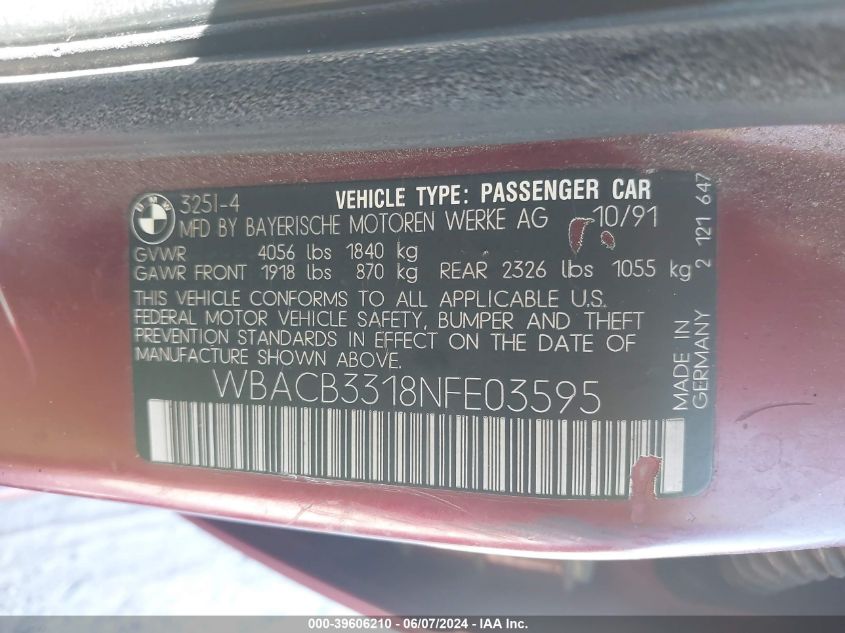 BMW
325I-4 VEHICLE TYPE: PASSENGER CAR
MFD BY BAYERISCHE MOTOREN WERKE AG 10/91
GVWR 4056 lbs 1840 kg
GAWR FRONT 1918 lbs 870 kg REAR 2326 lbs 1055 kg
THIS VEHICLE CONFORMS TO ALL APPLICABLE U.S.
FEDERAL MOTOR VEHICLE SAFETY, BUMPER AND THEFT
PREVENTION STANDARDS IN EFFECT ON THE DATE OF
MANUFACTURE SHOWN ABOVE.
WBACB3318NFE03595
MADE IN
GERMANY
2 121 647
000-39606210 - 06/07/2024 - IAA Inc.